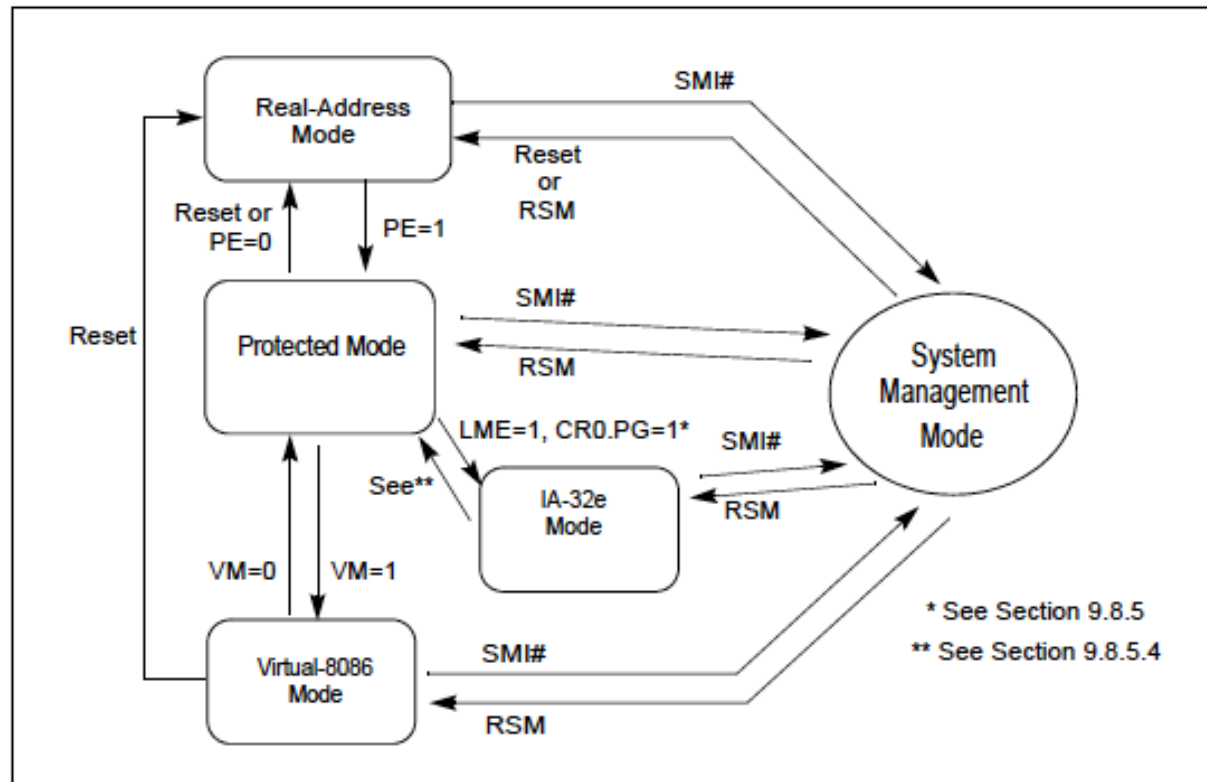 Real-Address
Mode
SMI#
Reset
or
RSM
Reset or
PE=0
PE=1
Reset
Protected Mode
SMI#
RSM
System
Management
Mode
LME=1, CR0.PG=1*
SMI#
See**
IA-32e
Mode
RSM
VM=0
VM=1
* See Section 9.8.5
** See Section 9.8.5.4
Virtual-8086
Mode
SMI#
RSM